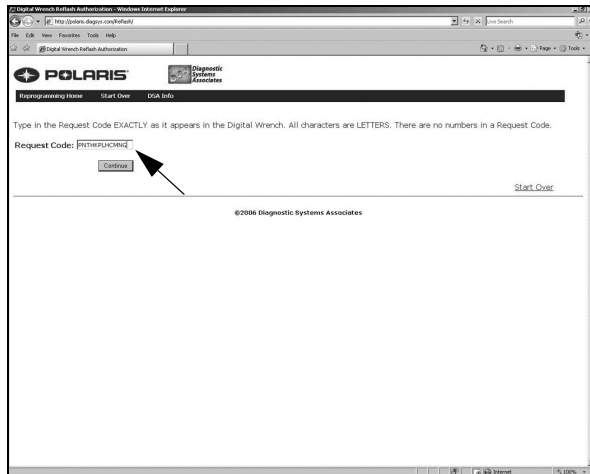 Digital Wrench Reflash Authorization - Windows Internet Explorer
http://polaris.diagsys.com/Reflash/
Live Search
File Edit View Favorites Tools Help
Digital Wrench Reflash Authorization
Page Tools
POLARIS
Diagnostic
Systems
Associates
Reprogramming Home Start Over DSA Info
Type in the Request Code EXACTLY as it appears in the Digital Wrench. All characters are LETTERS. There are no numbers in a Request Code.
Request Code: PNTHKPLHCMNG
Continue
Start Over
©2006 Diagnostic Systems Associates
Internet 100%